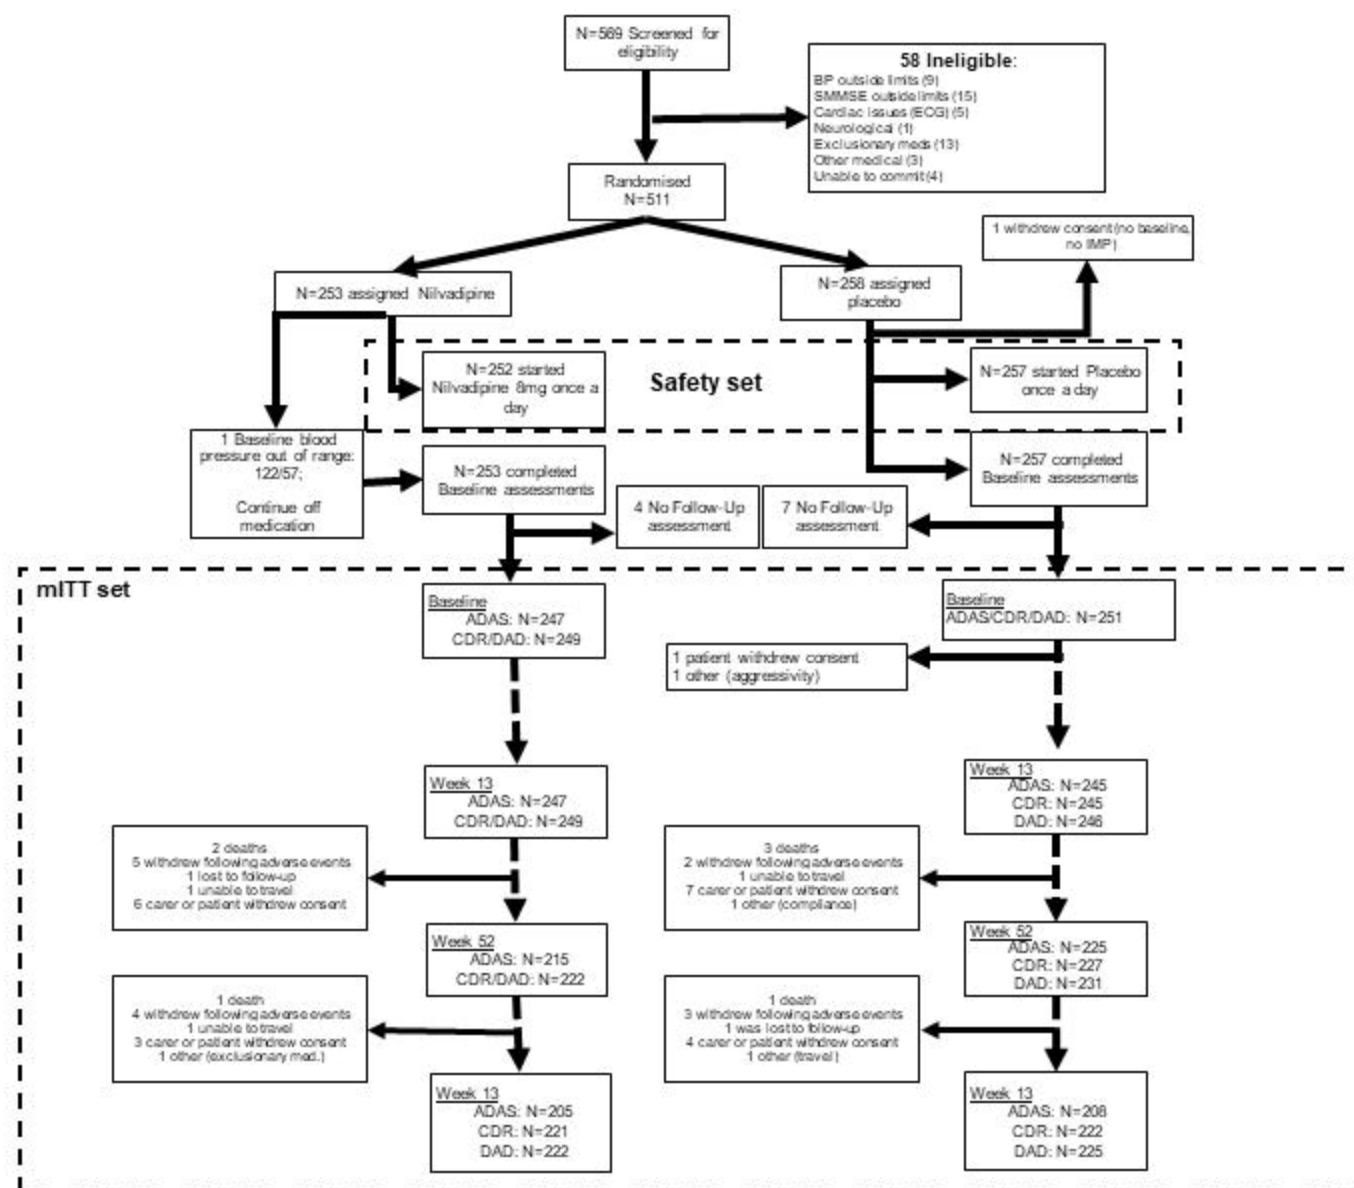 N=569 Screened for
eligibility
58 Ineligible:
BP outside limits (9)
SMMSE outside limits (15)
Cardiac issues (ECG) (5)
Neurological (1)
Exclusionary meds (13)
Other medical (3)
Unable to commit (4)
Randomised
N=511
1 withdrew consent (no baseline,
no IMP)
N=253 assigned Nilvadipine
N=258 assigned
placebo
Safety set
N=252 started
Nilvadipine 8mg once a
day
N=257 started Placebo
once a day
1 Baseline blood
pressure out of range:
122/57;
Continue off
medication
N=253 completed
Baseline assessments
N=257 completed
Baseline assessments
4 No Follow-Up
assessment
7 No Follow-Up
assessment
mITT set
Baseline
ADAS: N=247
CDR/DAD: N=249
Baseline
ADAS/CDR/DAD: N=251
1 patient withdrew consent
1 other (aggressivity)
Week 13
ADAS: N=247
CDR/DAD: N=249
Week 13
ADAS: N=245
CDR: N=245
DAD: N=246
2 deaths
5 withdrew following adverse events
1 lost to follow-up
1 unable to travel
6 carer or patient withdrew consent
3 deaths
2 withdrew following adverse events
1 unable to travel
7 carer or patient withdrew consent
1 other (compliance)
Week 52
ADAS: N=215
CDR/DAD: N=222
Week 52
ADAS: N=225
CDR: N=227
DAD: N=231
1 death
4 withdrew following adverse events
1 unable to travel
3 carer or patient withdrew consent
1 other (exclusionary med.)
1 death
3 withdrew following adverse events
1 was lost to follow-up
4 carer or patient withdrew consent
1 other (travel)
Week 13
ADAS: N=205
CDR: N=221
DAD: N=222
Week 13
ADAS: N=208
CDR: N=222
DAD: N=225